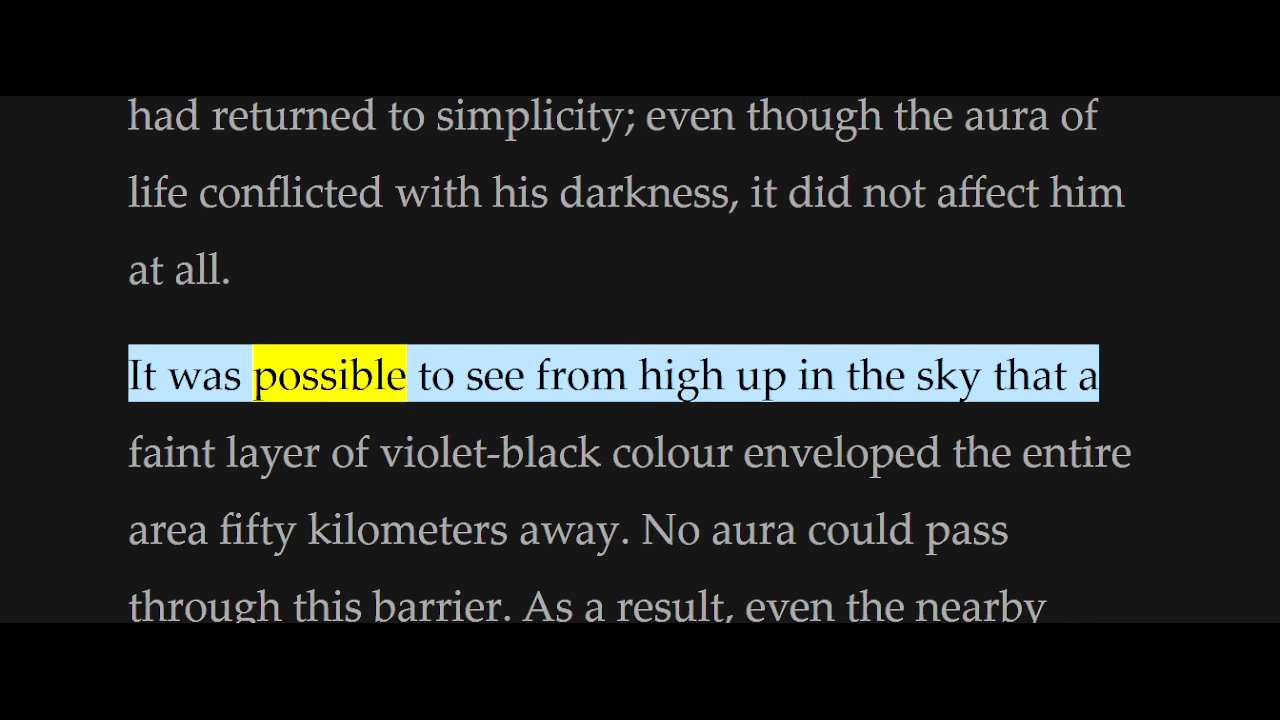 had returned to simplicity; even though the aura of
life conflicted with his darkness, it did not affect him
at all.
It was possible to see from high up in the sky that a
faint layer of violet-black colour enveloped the entire
area fifty kilometers away. No aura could pass
through this barrier. As a result, even the nearby